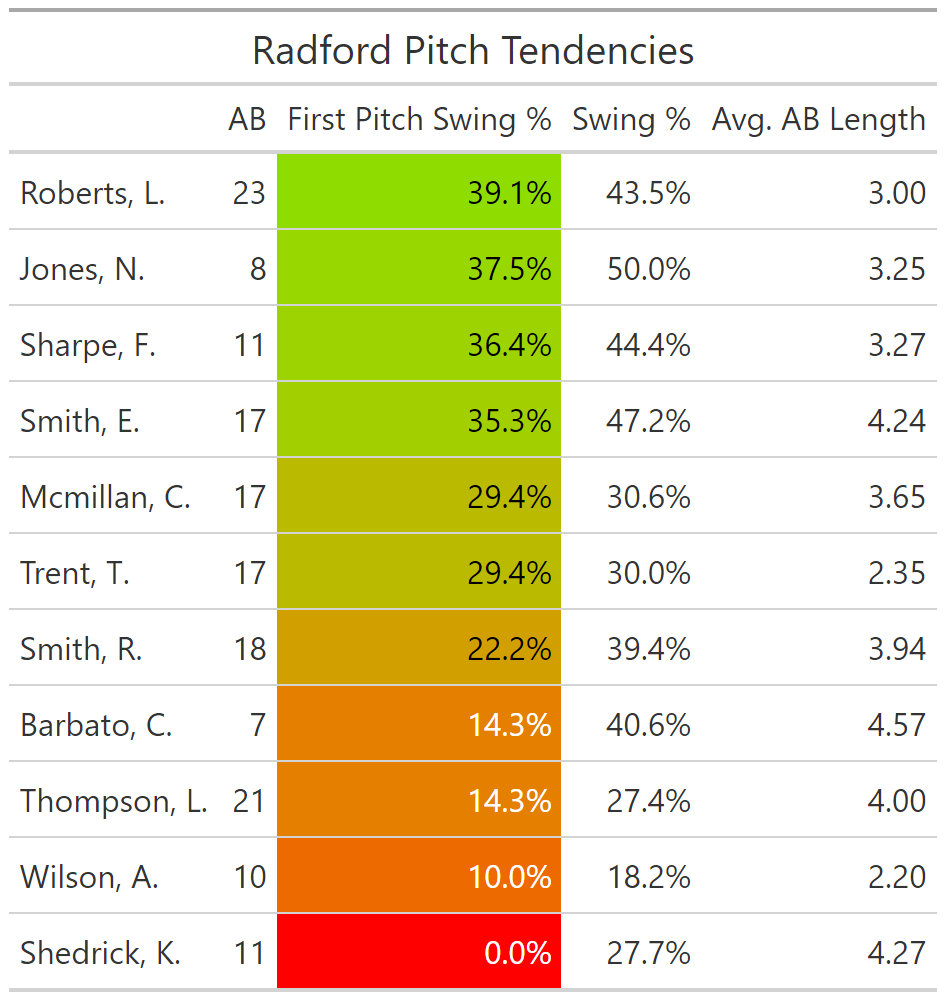 Radford Pitch Tendencies
AB First Pitch Swing % Swing % Avg. AB Length
Roberts, L. 23 39.1% 43.5% 3.00
Jones, N. 8 37.5% 50.0% 3.25
Sharpe, F. 11 36.4% 44.4% 3.27
Smith, E. 17 35.3% 47.2% 4.24
Mcmillan, C. 17 29.4% 30.6% 3.65
Trent, T. 17 29.4% 30.0% 2.35
Smith, R. 18 22.2% 39.4% 3.94
Barbato, C. 7 14.3% 40.6% 4.57
Thompson, L. 21 14.3% 27.4% 4.00
Wilson, A. 10 10.0% 18.2% 2.20
Shedrick, K. 11 0.0% 27.7% 4.27